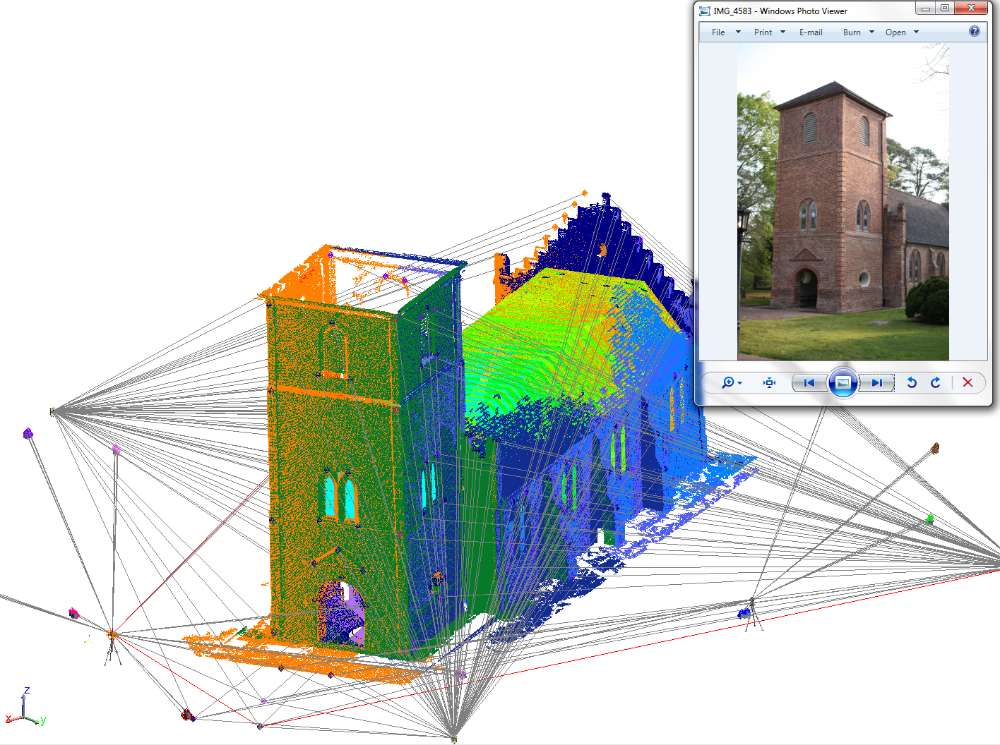 IMG_4583 - Windows Photo Viewer
File Print E-mail Burn Open ?
z
x y